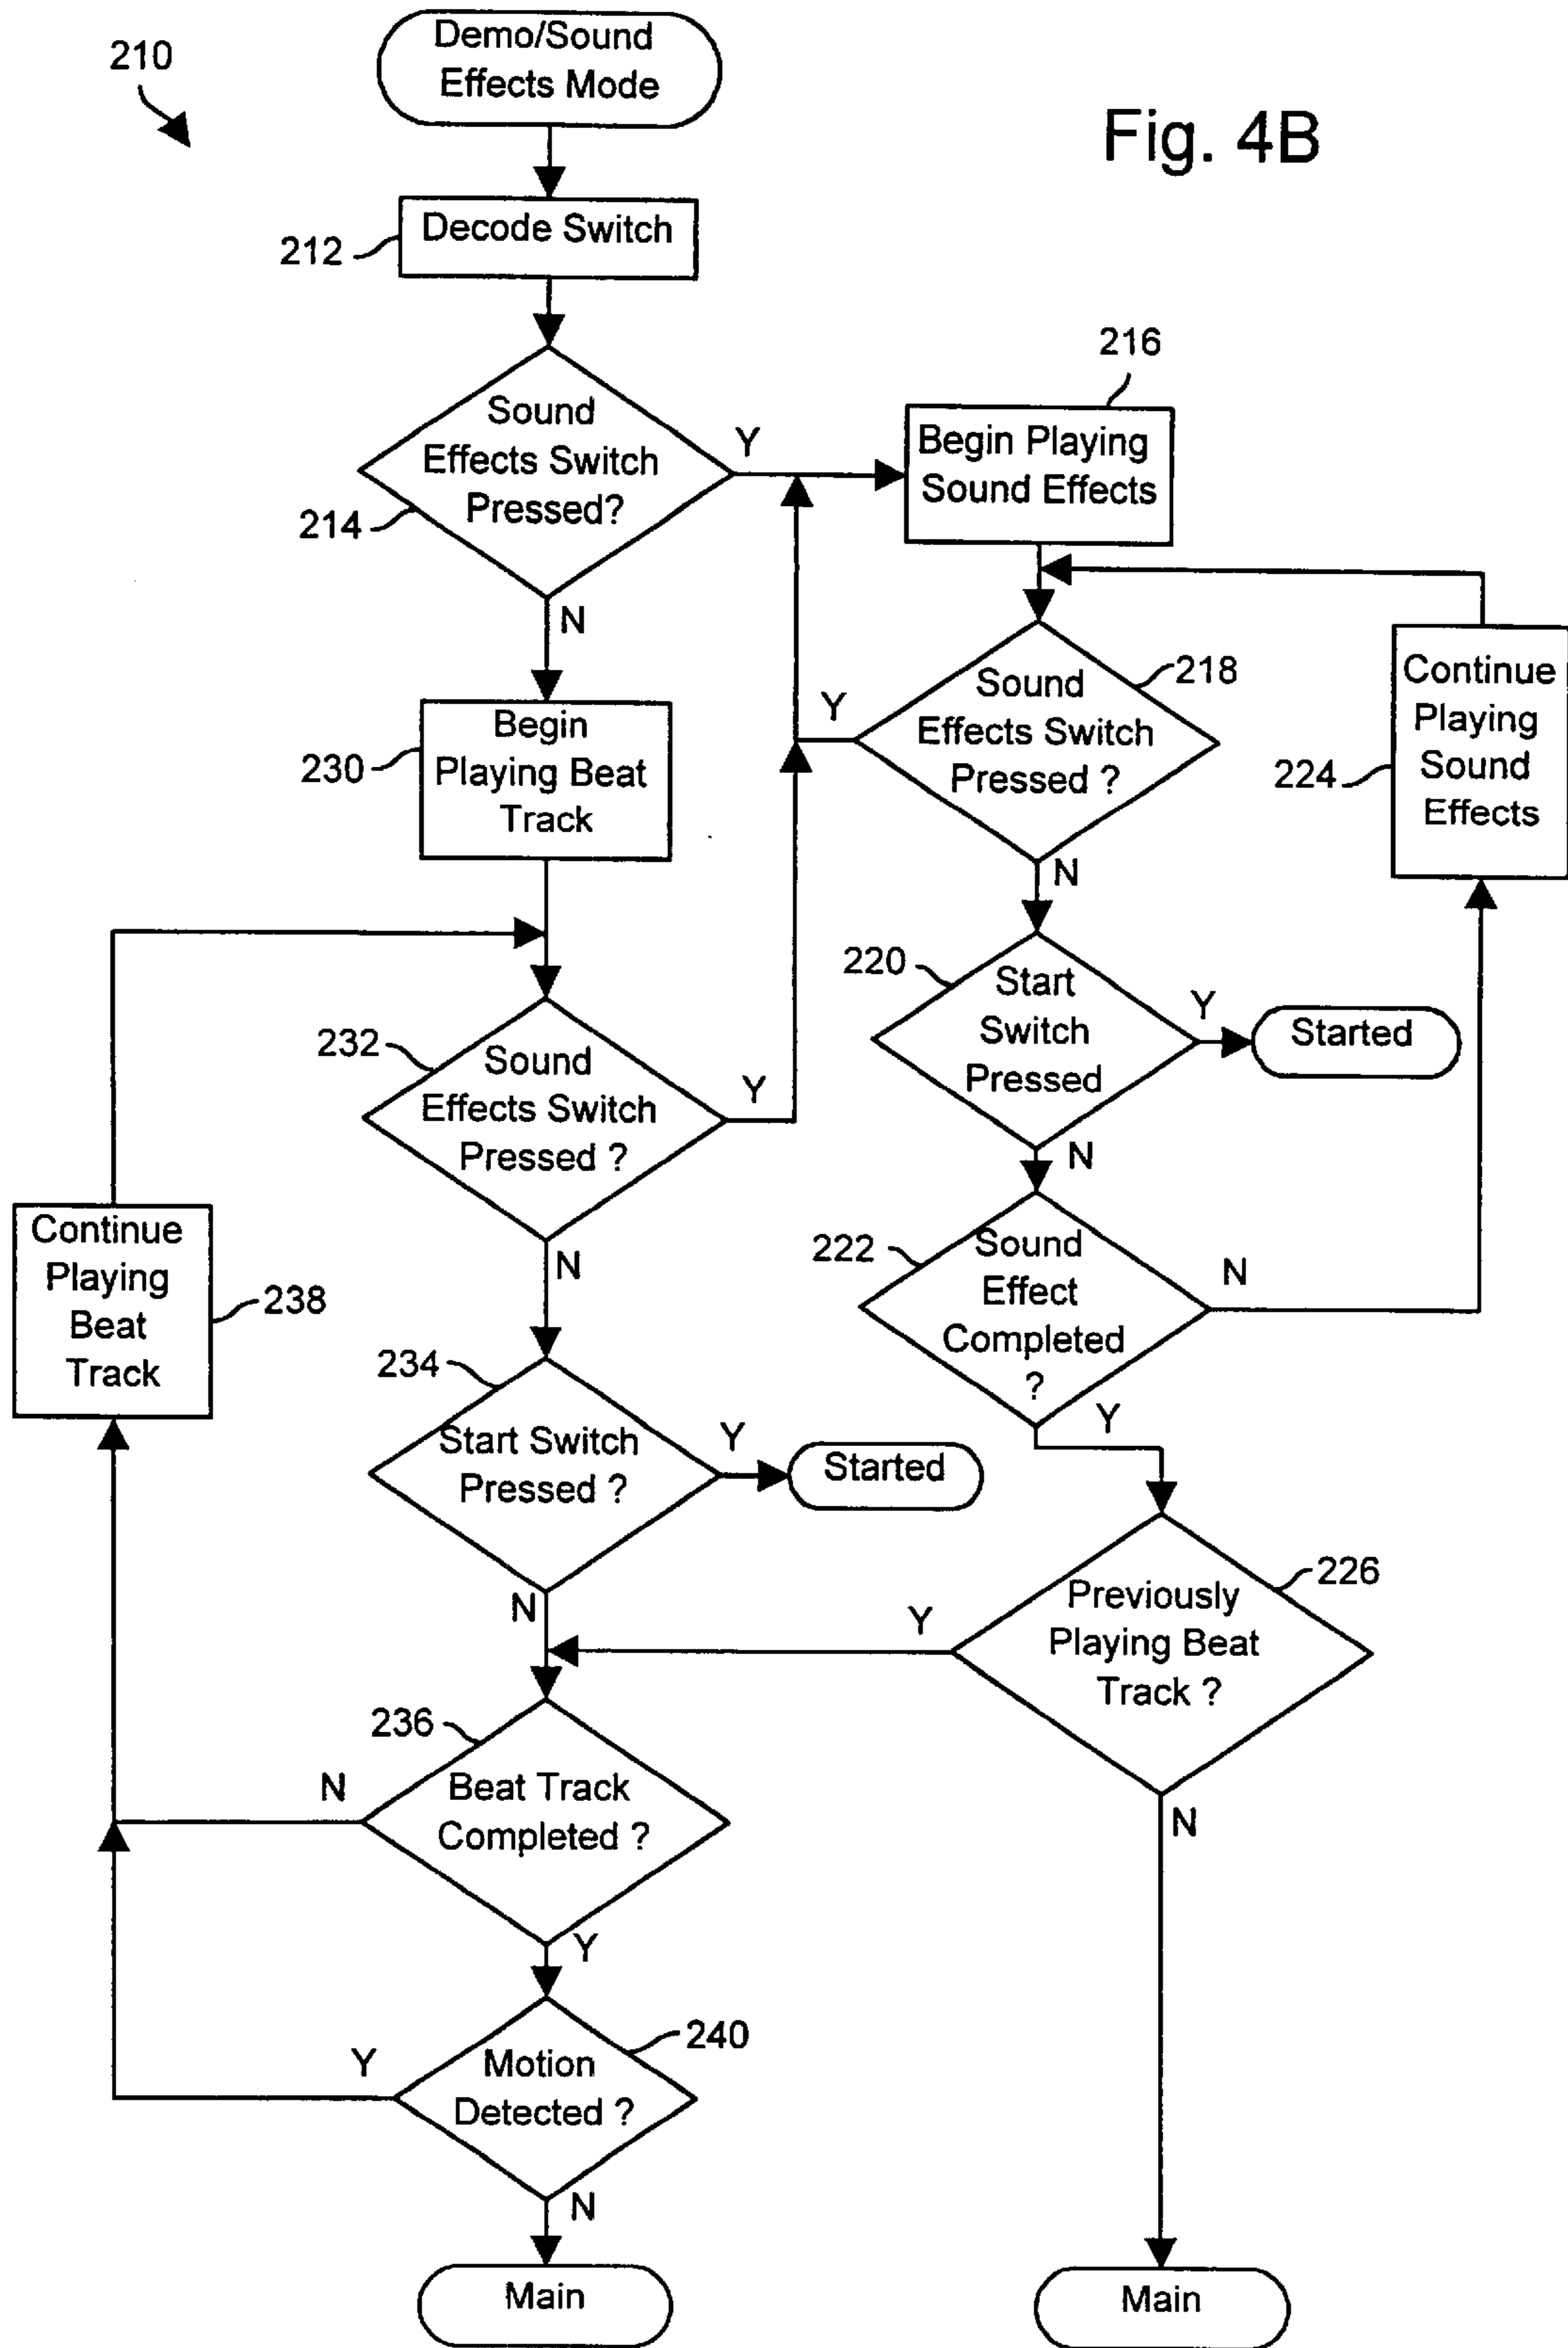 210
Demo/Sound
Effects Mode
Fig. 4B
212
Decode Switch
Sound
Effects Switch
Pressed?
214
Y
N
216
Begin Playing
Sound Effects
218
Sound
Effects Switch
Pressed ?
Y
N
224
Continue
Playing
Sound
Effects
230
Begin
Playing Beat
Track
220
Start
Switch
Pressed
Y
Started
N
232
Sound
Effects Switch
Pressed ?
Y
N
222
Sound
Effect
Completed
?
N
Y
Continue
Playing
Beat
Track
238
234
Start Switch
Pressed ?
Y
Started
N
226
Previously
Playing Beat
Track ?
Y
N
236
Beat Track
Completed ?
N
Y
240
Motion
Detected ?
Y
N
Main
Main